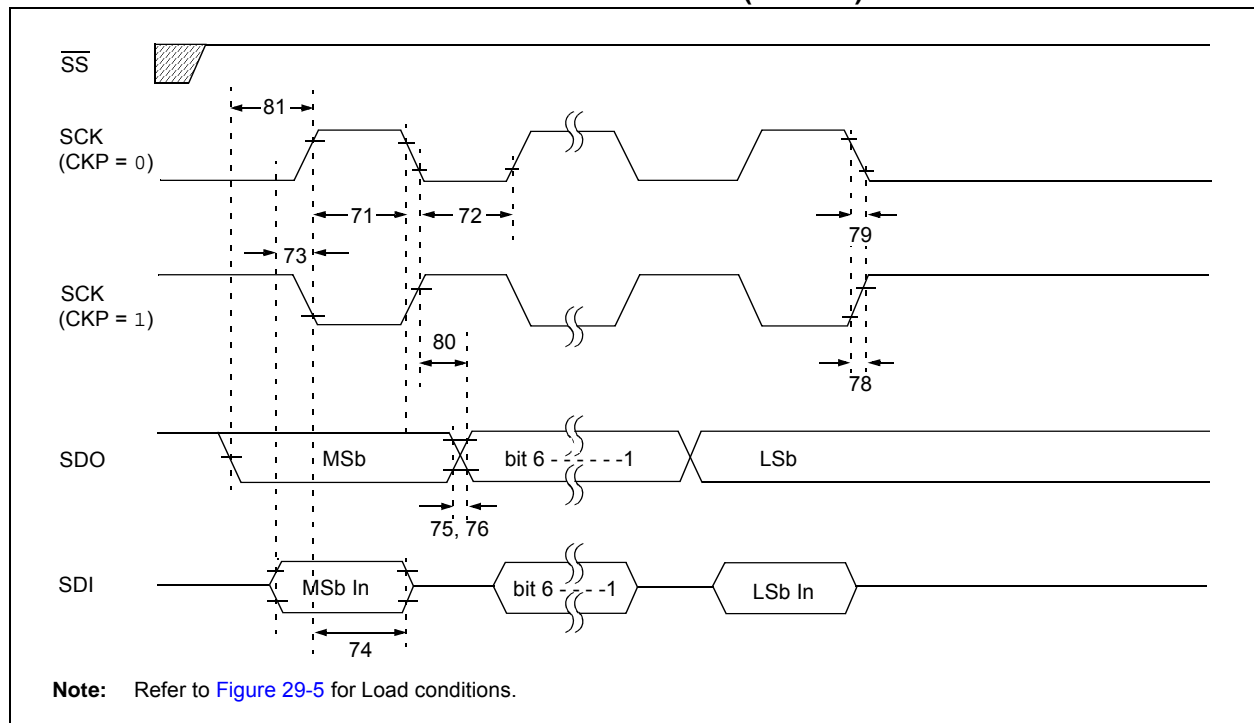 SS
81
SCK
(CKP = 0)
71
72
79
73
SCK
(CKP = 1)
80
78
SDO
MSb
bit 6 - - - - - -1
LSb
75, 76
SDI
MSb In
bit 6 - - - - -1
LSb In
74
Note: Refer to Figure 29-5 for Load conditions.